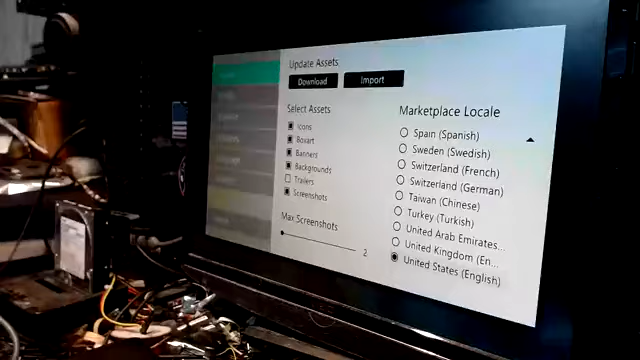 Update Assets
Download
Import
Select Assets
Icons
Boxart
Banners
Backgrounds
Trailers
Screenshots
Max Screenshots
2
Marketplace Locale
Spain (Spanish)
Sweden (Swedish)
Switzerland (French)
Switzerland (German)
Taiwan (Chinese)
Turkey (Turkish)
United Arab Emirates...
United Kingdom (En...
United States (English)